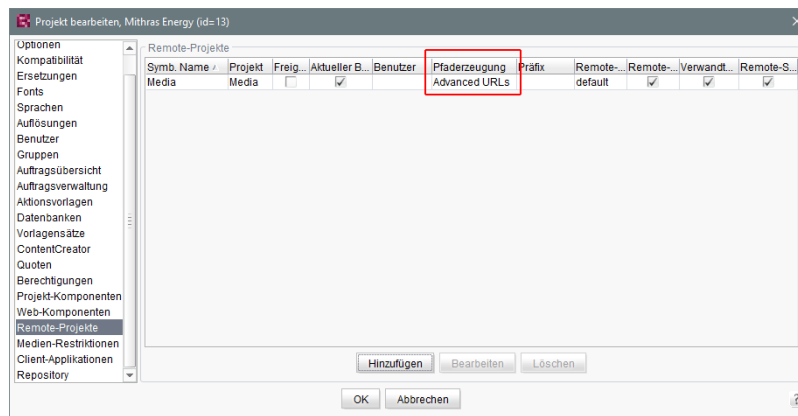 Projekt bearbeiten, Mithras Energy (id=13)
Optionen
Kompatibilität
Ersetzungen
Fonts
Sprachen
Auflösungen
Benutzer
Gruppen
Auftragsübersicht
Auftragsverwaltung
Aktionsvorlagen
Datenbanken
Vorlagensätze
ContentCreator
Quoten
Berechtigungen
Projekt-Komponenten
Web-Komponenten
Remote-Projekte
Medien-Restriktionen
Client-Applikationen
Repository
Remote-Projekte
Symb. Name Projekt Freig... Aktueller B... Benutzer Pfaderzeugung Präfix Remote-... Remote-... Verwandt... Remote-S...
Media Media Advanced URLs default
Hinzufügen Bearbeiten Löschen
OK Abbrechen
?